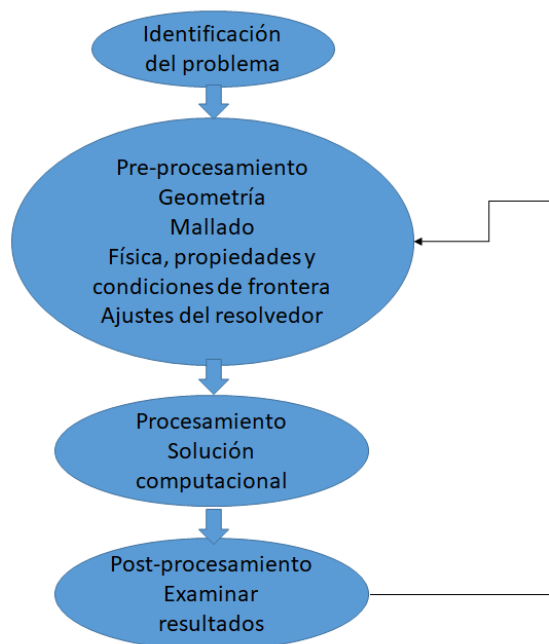 Identificación
del problema
Pre-procesamiento
Geometría
Mallado
Física, propiedades y
condiciones de frontera
Ajustes del resolvedor
Procesamiento
Solución
computacional
Post-procesamiento
Examinar
resultados